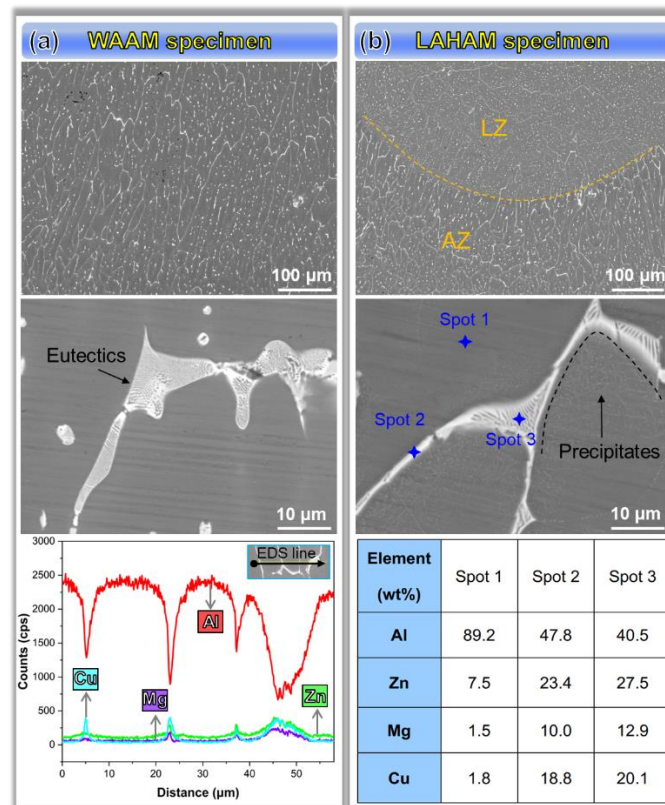 (a) WAAM specimen
100 μm
Eutectics
10 μm
3000
2500
2000
1500
1000
500
0
Counts (cps)
EDS line
Al
Cu
Mg
Zn
0 10 20 30 40 50
Distance (μm)
(b) LAHAM specimen
LZ
AZ
100 μm
Spot 1
Spot 2
Spot 3
Precipitates
10 μm
Element (wt%) Spot 1 Spot 2 Spot 3
Al 89.2 47.8 40.5
Zn 7.5 23.4 27.5
Mg 1.5 10.0 12.9
Cu 1.8 18.8 20.1